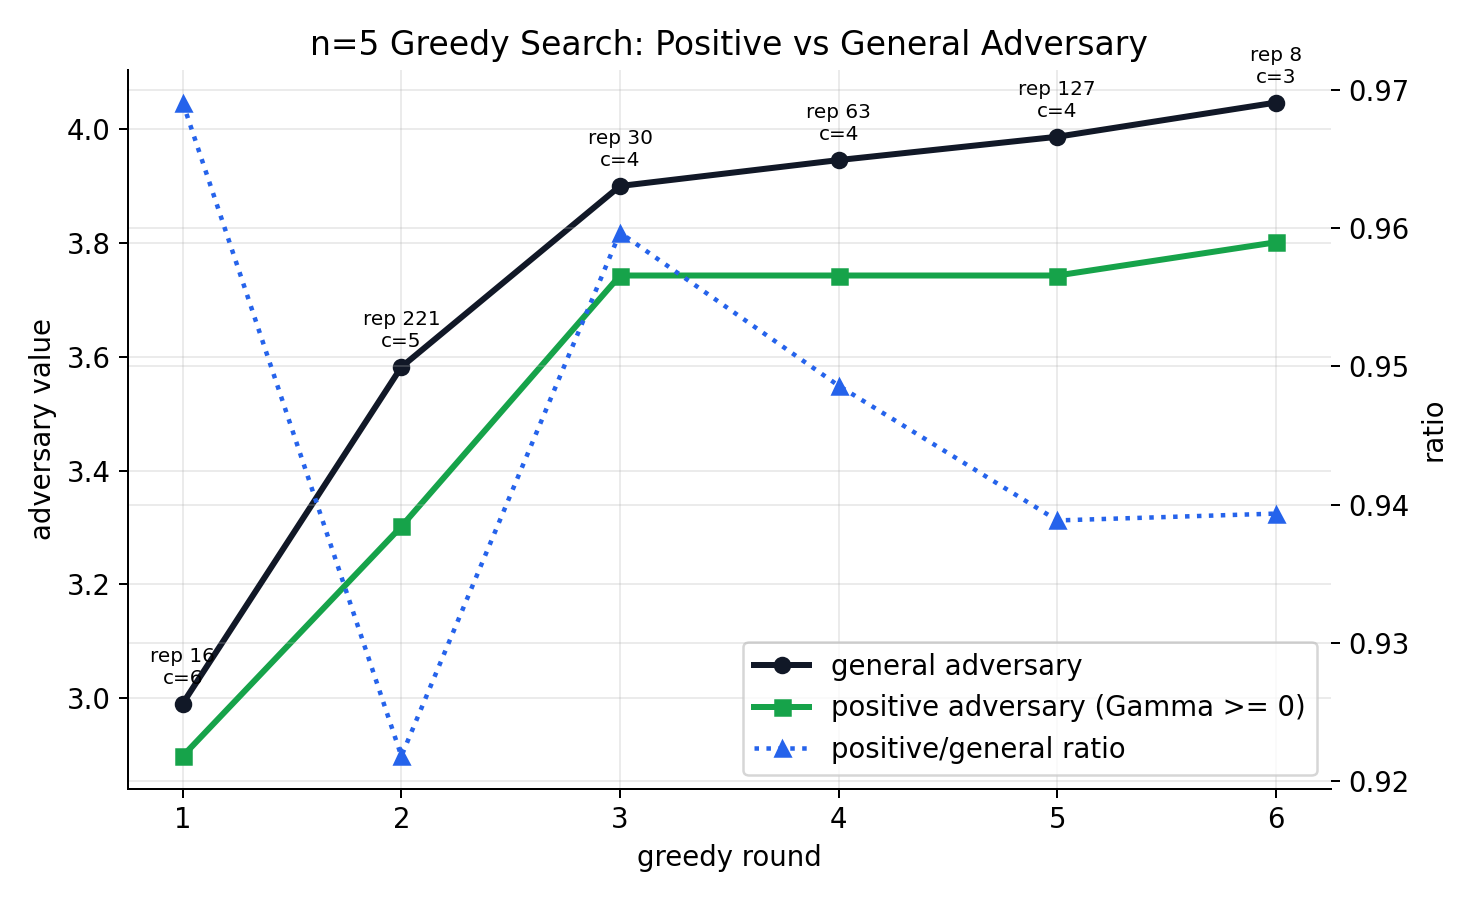 n=5 Greedy Search: Positive vs General Adversary
rep 16
c=6
rep 221
c=5
rep 30
c=4
rep 63
c=4
rep 127
c=4
rep 8
c=3
adversary value
4.0
3.8
3.6
3.4
3.2
3.0
0.97
0.96
0.95
0.94
0.93
0.92
ratio
general adversary
positive adversary (Gamma >= 0)
positive/general ratio
1 2 3 4 5 6
greedy round